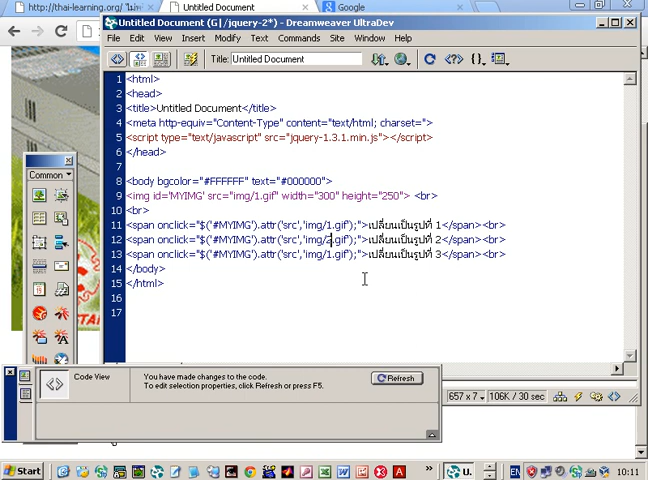 http://thai-learning.org/
Untitled Document
Google
Untitled Document (G|/jquery-2*) - Dreamweaver UltraDev
File Edit View Insert Modify Text Commands Site Window Help
Title: Untitled Document
1 <html>
2 <head>
3 <title>Untitled Document</title>
4 <meta http-equiv="Content-Type" content="text/html; charset=">
5 <script type="text/javascript" src="jquery-1.3.1.min.js"></script>
6 </head>
7
8 <body bgcolor="#FFFFFF" text="#000000">
9 <img id='MYIMG' src="img/1.gif" width="300" height="250"> <br>
10 <br>
11 <span onclick="$('#MYIMG').attr('src','img/1.gif');">เปลี่ยนเป็นรูปที่ 1</span><br>
12 <span onclick="$('#MYIMG').attr('src','img/2.gif');">เปลี่ยนเป็นรูปที่ 2</span><br>
13 <span onclick="$('#MYIMG').attr('src','img/1.gif');">เปลี่ยนเป็นรูปที่ 3</span><br>
14 </body>
15 </html>
16
17
Common
STA
Code View
You have made changes to the code.
To edit selection properties, click Refresh or press F5.
Refresh
657 x 7
106K / 30 sec
Start
U.
EN
10:11